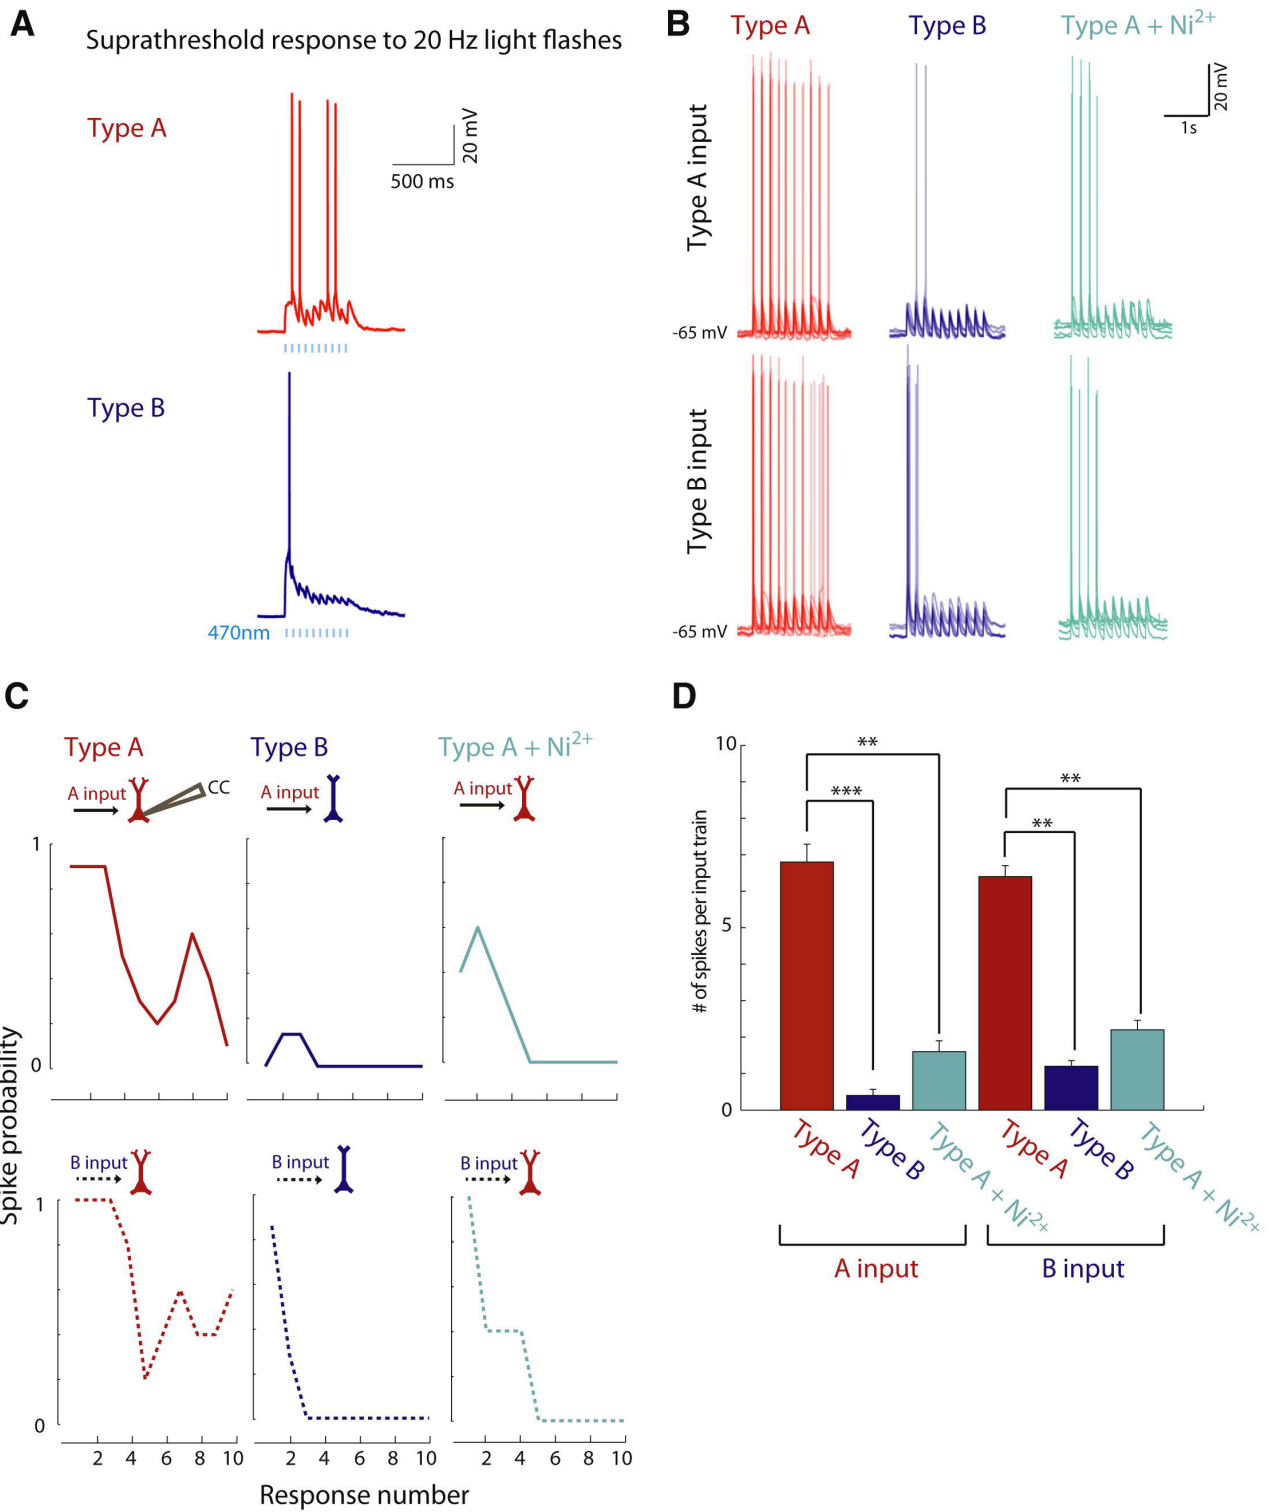 A
Suprathreshold response to 20 Hz light flashes
Type A
20 mV
500 ms
Type B
470nm
B
Type A
Type B
Type A + Ni2+
Type A input
20 mV
1s
-65 mV
Type B input
-65 mV
C
Type A
Type B
Type A + Ni2+
A input
CC
A input
A input
1
0
Spike probability
B input
B input
B input
1
0
2 4 6 8 10
2 4 6 8 10
2 4 6 8 10
Response number
D
10
5
0
# of spikes per input train
**
***
**
**
Type A
Type B
Type A + Ni2+
Type A
Type B
Type A + Ni2+
A input
B input